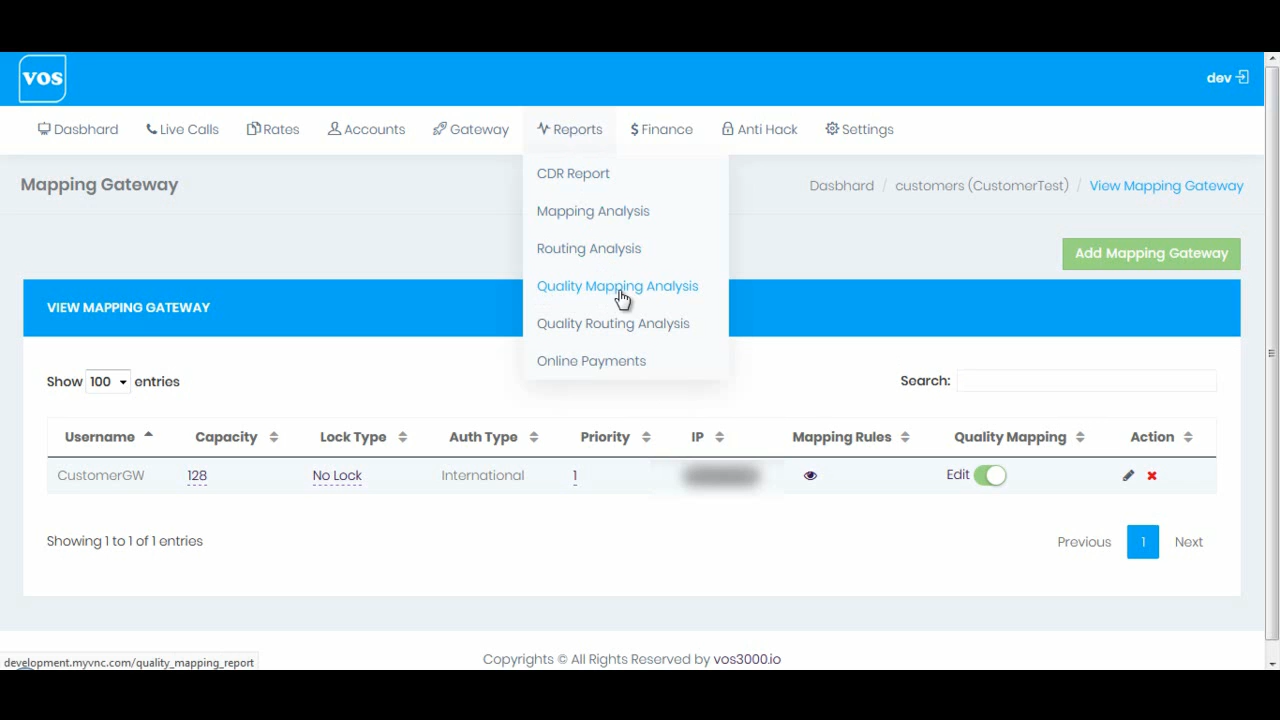 vos
dev
Dasbhard Live Calls Rates Accounts Gateway Reports $ Finance Anti Hack Settings
Mapping Gateway
Dasbhard / customers (CustomerTest) / View Mapping Gateway
CDR Report
Mapping Analysis
Routing Analysis
Quality Mapping Analysis
Quality Routing Analysis
Online Payments
Add Mapping Gateway
VIEW MAPPING GATEWAY
Show 100 entries
Search:
Username Capacity Lock Type Auth Type Priority IP Mapping Rules Quality Mapping Action
CustomerGW 128 No Lock International 1 Edit
Showing 1 to 1 of 1 entries
Previous 1 Next
development.myvnc.com/quality_mapping_report
Copyrights © All Rights Reserved by vos3000.io